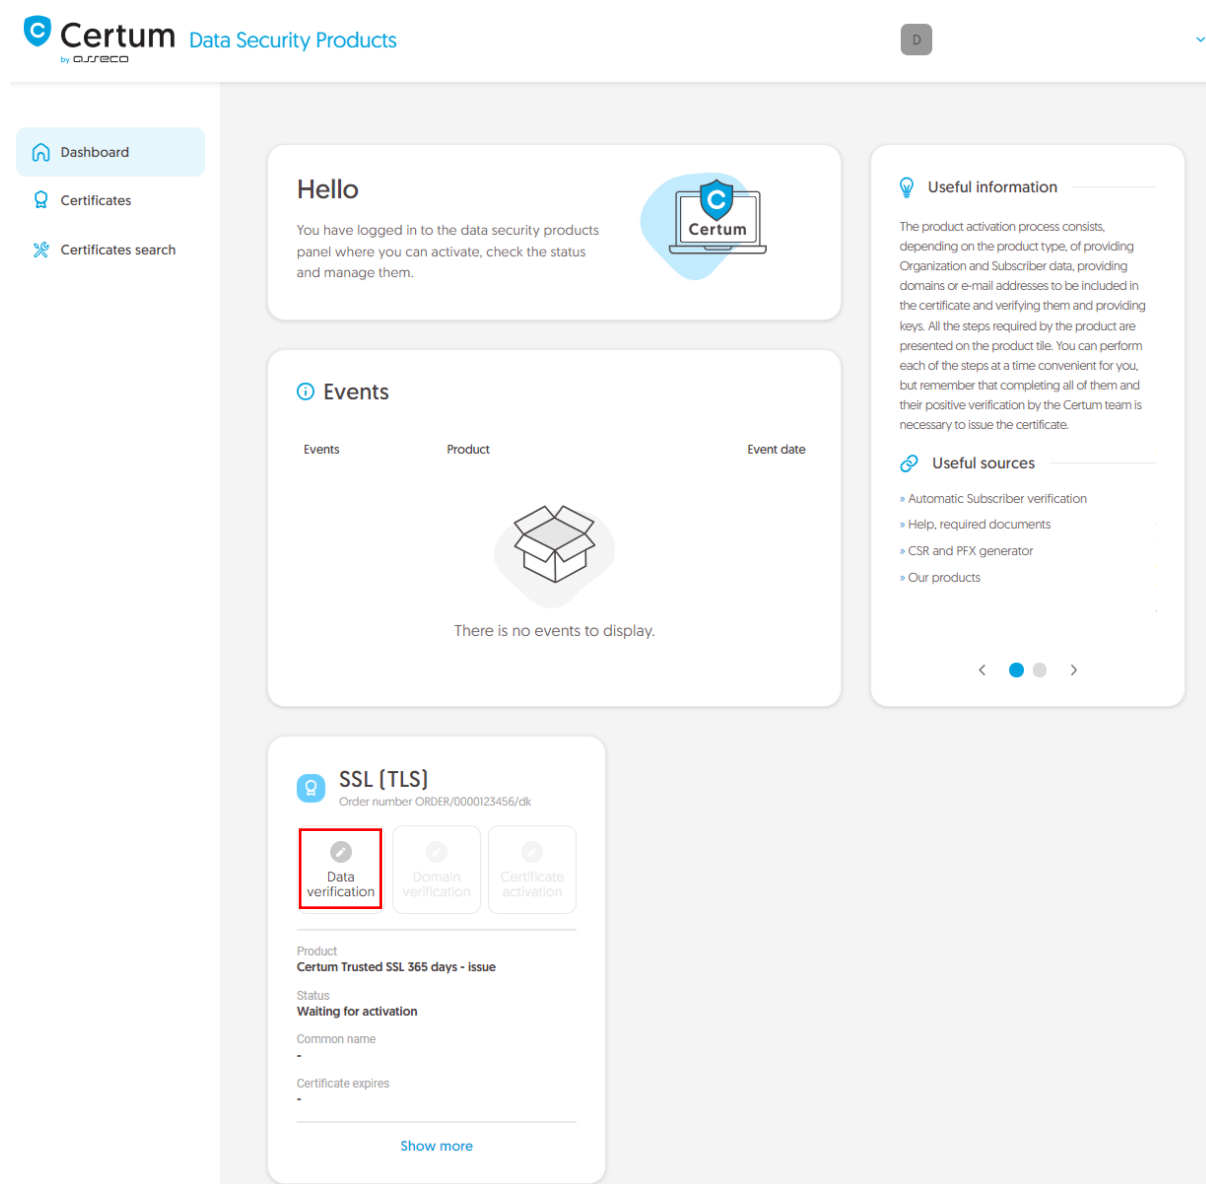 Certum Data Security Products
by asseco
D
Dashboard
Certificates
Certificates search
Hello
You have logged in to the data security products
panel where you can activate, check the status
and manage them.
C
Certum
Useful information
The product activation process consists,
depending on the product type, of providing
Organization and Subscriber data, providing
domains or e-mail addresses to be included in
the certificate and verifying them and providing
keys. All the steps required by the product are
presented on the product tile. You can perform
each of the steps at a time convenient for you,
but remember that completing all of them and
their positive verification by the Certum team is
necessary to issue the certificate.
Useful sources
» Automatic Subscriber verification
» Help, required documents
» CSR and PFX generator
» Our products
Events
Events Product Event date
There is no events to display.
SSL (TLS)
Order number ORDER/0000123456/dk
Data
verification
Domain
verification
Certificate
activation
Product
Certum Trusted SSL 365 days - issue
Status
Waiting for activation
Common name
-
Certificate expires
-
Show more